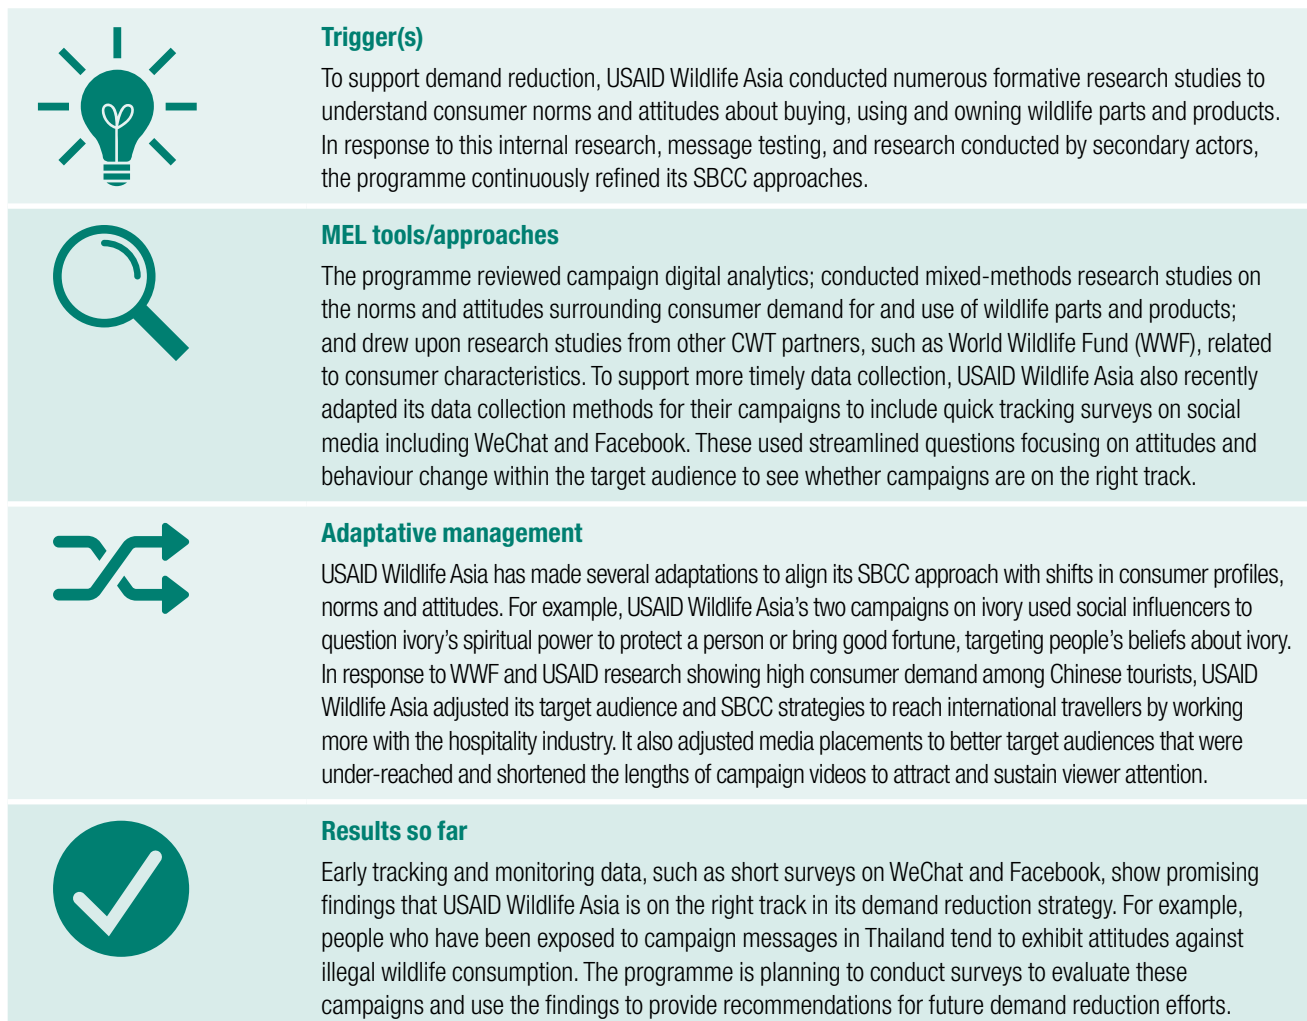 Trigger(s)
To support demand reduction, USAID Wildlife Asia conducted numerous formative research studies to
understand consumer norms and attitudes about buying, using and owning wildlife parts and products.
In response to this internal research, message testing, and research conducted by secondary actors,
the programme continuously refined its SBCC approaches.
MEL tools/approaches
The programme reviewed campaign digital analytics; conducted mixed-methods research studies on
the norms and attitudes surrounding consumer demand for and use of wildlife parts and products;
and drew upon research studies from other CWT partners, such as World Wildlife Fund (WWF), related
to consumer characteristics. To support more timely data collection, USAID Wildlife Asia also recently
adapted its data collection methods for their campaigns to include quick tracking surveys on social
media including WeChat and Facebook. These used streamlined questions focusing on attitudes and
behaviour change within the target audience to see whether campaigns are on the right track.
Adaptative management
USAID Wildlife Asia has made several adaptations to align its SBCC approach with shifts in consumer profiles,
norms and attitudes. For example, USAID Wildlife Asia's two campaigns on ivory used social influencers to
question ivory's spiritual power to protect a person or bring good fortune, targeting people's beliefs about ivory.
In response to WWF and USAID research showing high consumer demand among Chinese tourists, USAID
Wildlife Asia adjusted its target audience and SBCC strategies to reach international travellers by working
more with the hospitality industry. It also adjusted media placements to better target audiences that were
under-reached and shortened the lengths of campaign videos to attract and sustain viewer attention.
Results so far
Early tracking and monitoring data, such as short surveys on WeChat and Facebook, show promising
findings that USAID Wildlife Asia is on the right track in its demand reduction strategy. For example,
people who have been exposed to campaign messages in Thailand tend to exhibit attitudes against
illegal wildlife consumption. The programme is planning to conduct surveys to evaluate these
campaigns and use the findings to provide recommendations for future demand reduction efforts.